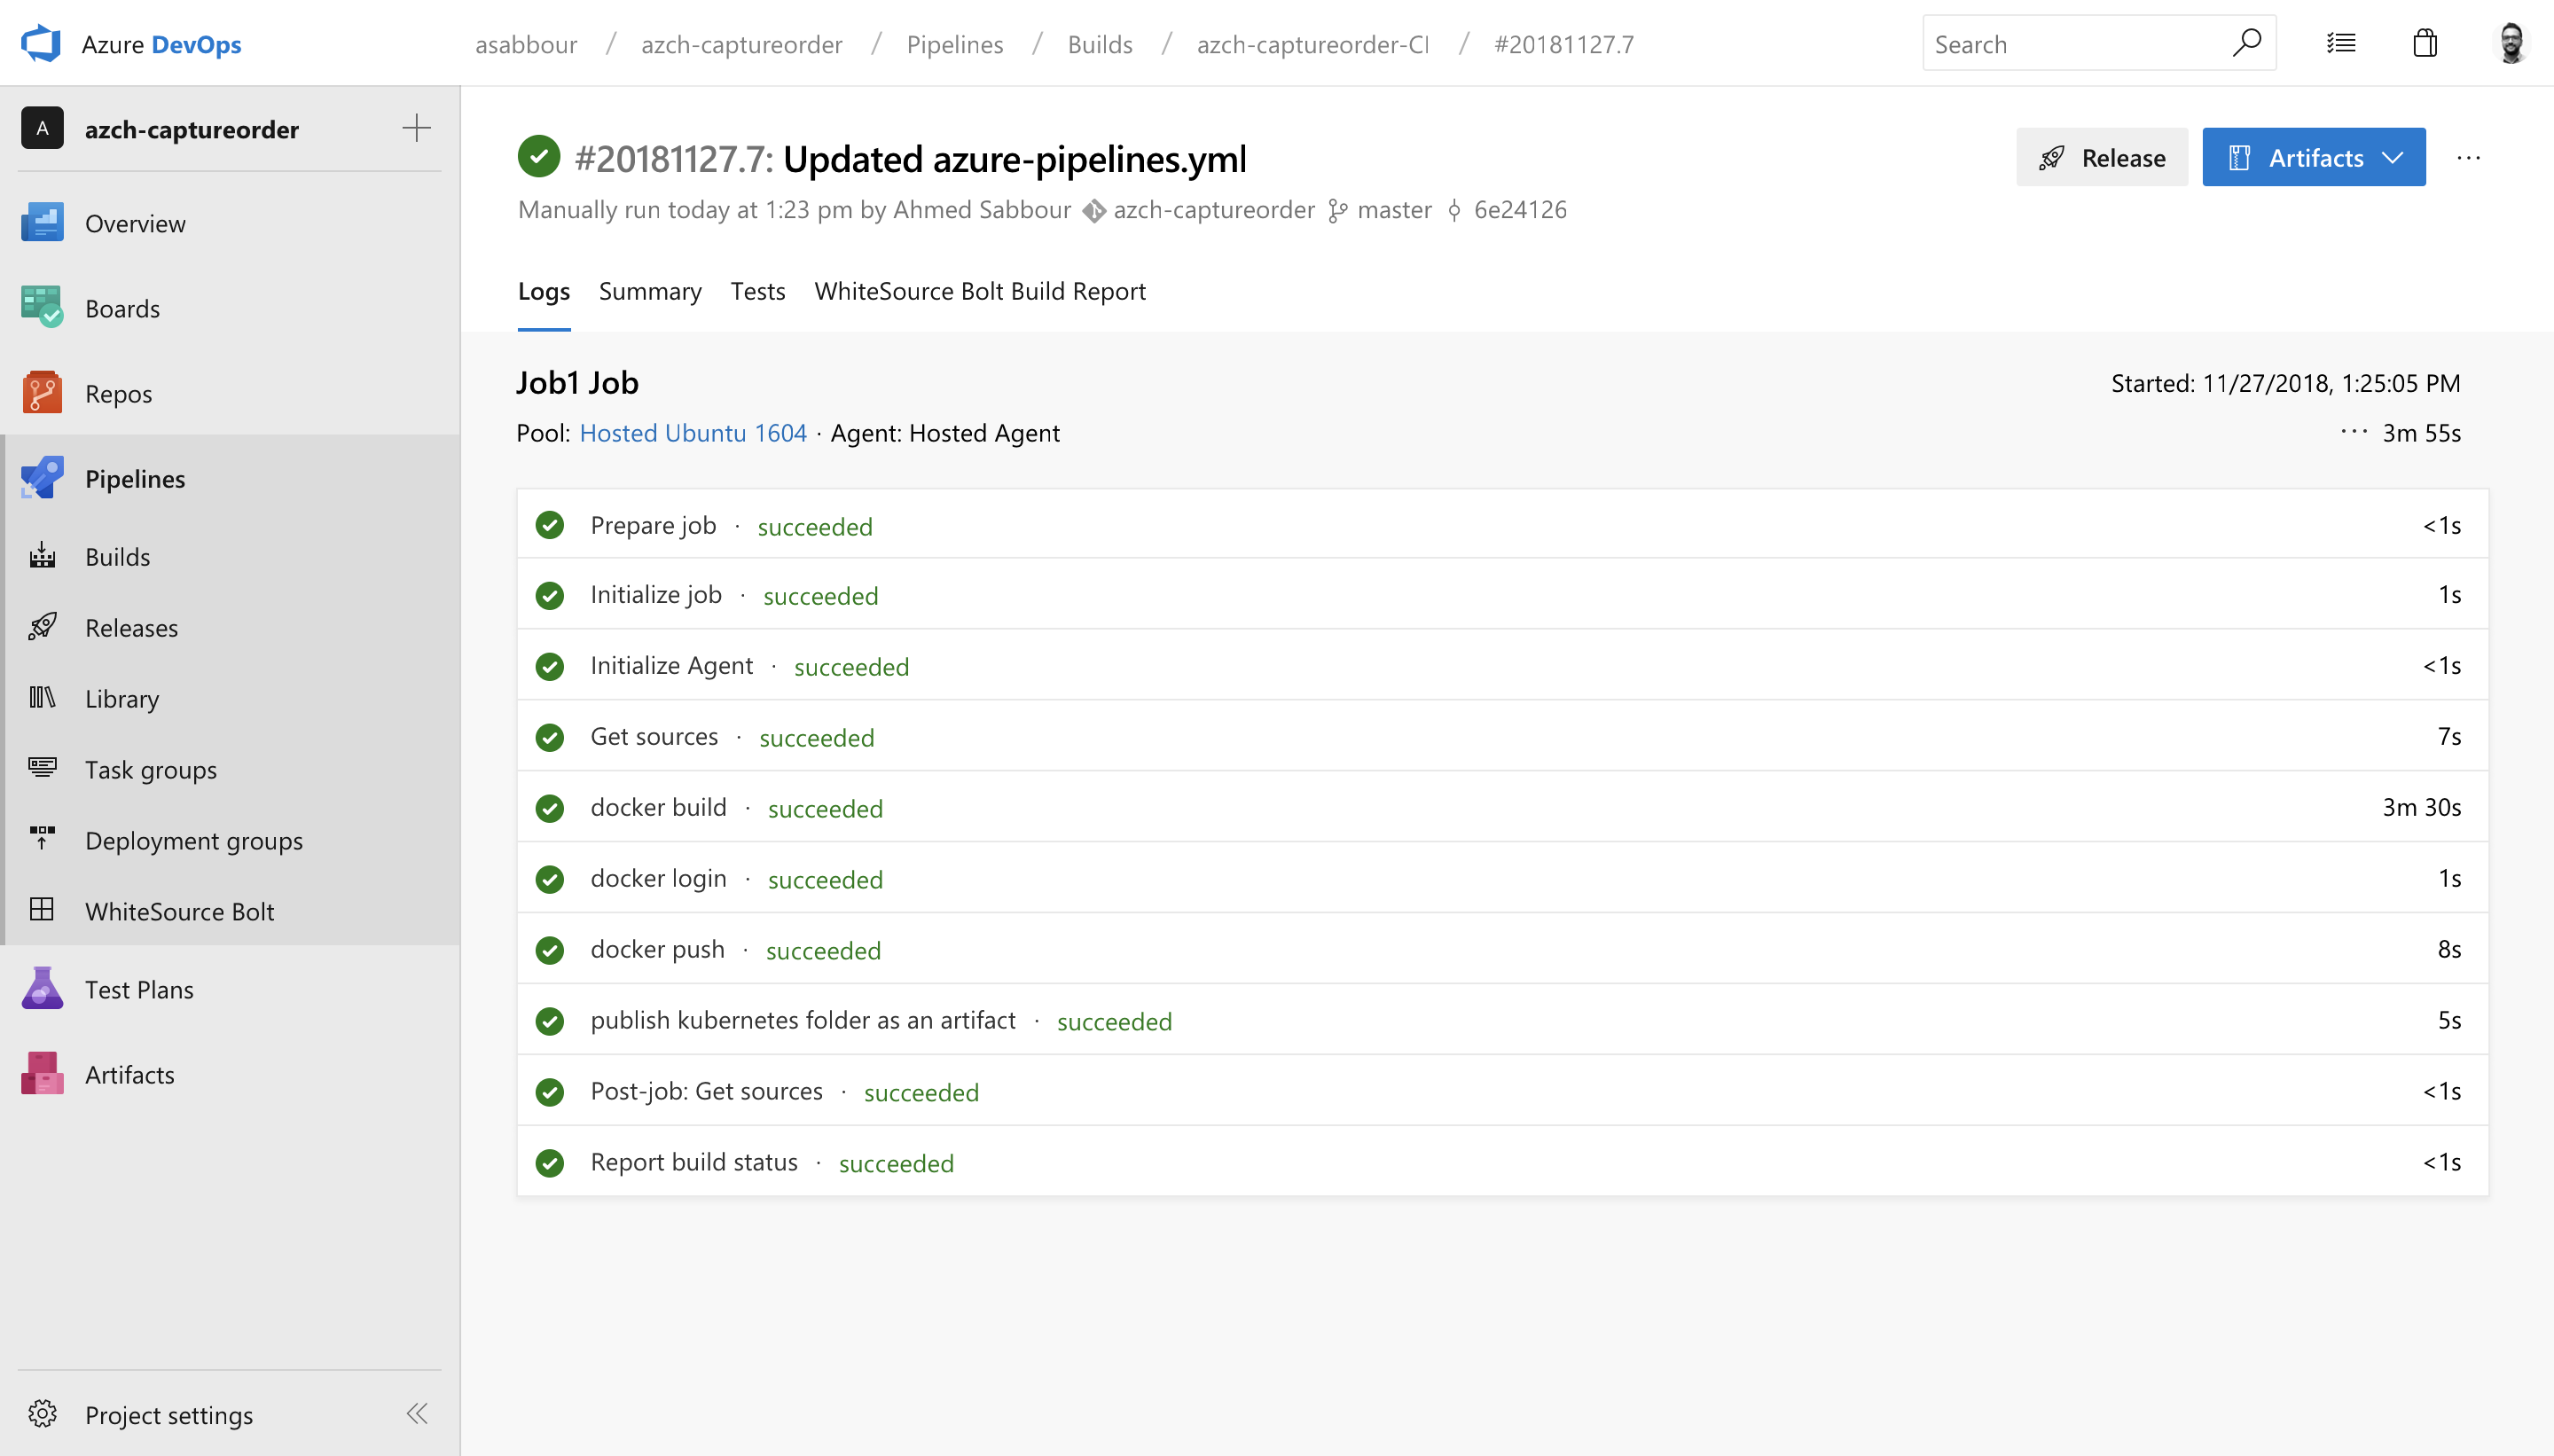 Azure DevOps
asabbour / azch-captureorder / Pipelines / Builds / azch-captureorder-CI / #20181127.7
Search
A azch-captureorder
Overview
Boards
Repos
Pipelines
Builds
Releases
Library
Task groups
Deployment groups
WhiteSource Bolt
Test Plans
Artifacts
Project settings
#20181127.7: Updated azure-pipelines.yml
Release
Artifacts
Manually run today at 1:23 pm by Ahmed Sabbour azch-captureorder master 6e24126
Logs Summary Tests WhiteSource Bolt Build Report
Job1 Job
Started: 11/27/2018, 1:25:05 PM
Pool: Hosted Ubuntu 1604 · Agent: Hosted Agent
··· 3m 55s
Prepare job · succeeded <1s
Initialize job · succeeded 1s
Initialize Agent · succeeded <1s
Get sources · succeeded 7s
docker build · succeeded 3m 30s
docker login · succeeded 1s
docker push · succeeded 8s
publish kubernetes folder as an artifact · succeeded 5s
Post-job: Get sources · succeeded <1s
Report build status · succeeded <1s